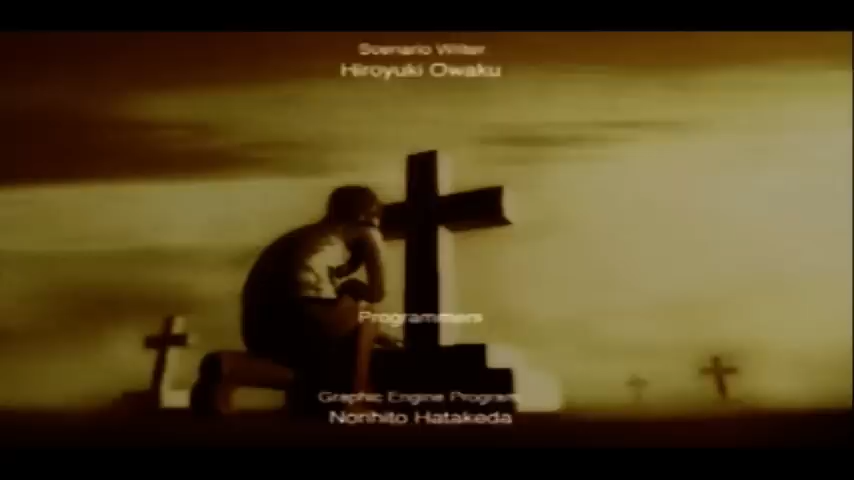 Scenario Writer
Hiroyuki Owaku
Programmers
Graphic Engine Program
Norihito Hatakeda